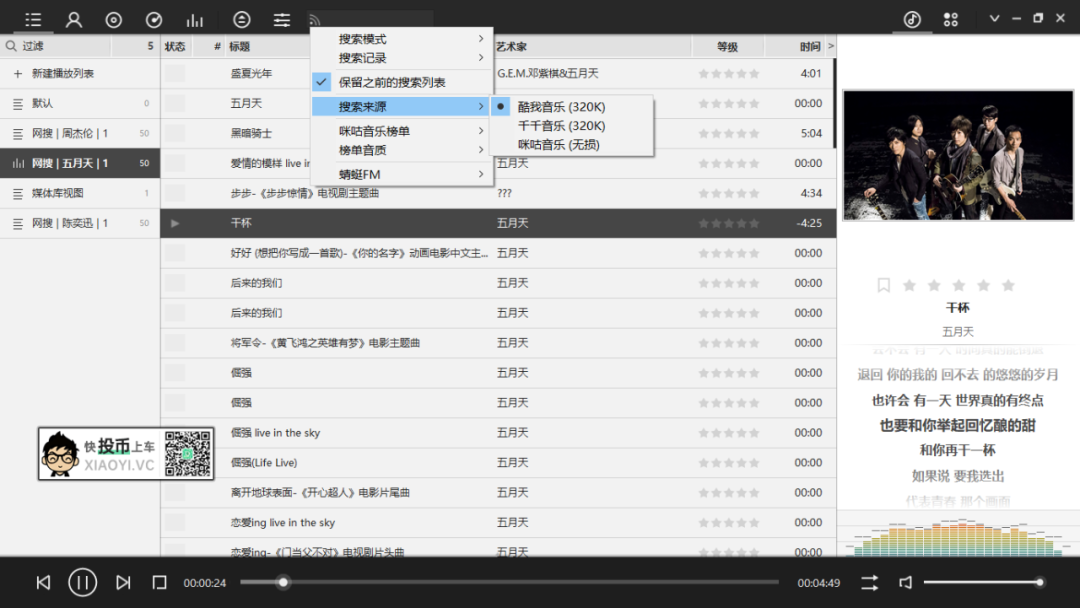 过滤 5
新建播放列表
默认 0
网搜 | 周杰伦 | 1 50
网搜 | 五月天 | 1 50
媒体库视图 1
网搜 | 陈奕迅 | 1 50
状态 # 标题 艺术家 等级 时间 >
盛夏光年 G.E.M.邓紫棋&五月天 4:01
五月天 00:00
黑暗骑士 5:04
爱情的模样 live in 五月天 00:00
步步-《步步惊情》电视剧主题曲 ??? 4:34
干杯 五月天 -4:25
好好 (想把你写成一首歌)-《你的名字》动画电影中文主... 五月天 00:00
后来的我们 五月天 00:00
后来的我们 五月天 00:00
将军令-《黄飞鸿之英雄有梦》电影主题曲 五月天 00:00
倔强 五月天 00:00
倔强 五月天 00:00
倔强 live in the sky 五月天 00:00
倔强(Life Live) 五月天 00:00
离开地球表面-《开心超人》电影片尾曲 五月天 00:00
恋爱ing live in the sky 五月天 00:00
恋爱ing-《门当父不对》电视剧片头曲 五月天 00:00
搜索模式
搜索记录
保留之前的搜索列表
搜索来源
咪咕音乐榜单
榜单音质
蜻蜓FM
酷我音乐 (320K)
千千音乐 (320K)
咪咕音乐 (无损)
干杯
五月天
退回 你的我的 回不去 的悠悠的岁月
也许会 有一天 世界真的有终点
也要和你举起回忆酿的甜
和你再干一杯
如果说 要我选出
代表青春 那个画面
快投币上车
XIAOYI.VC
00:00:24 00:04:49